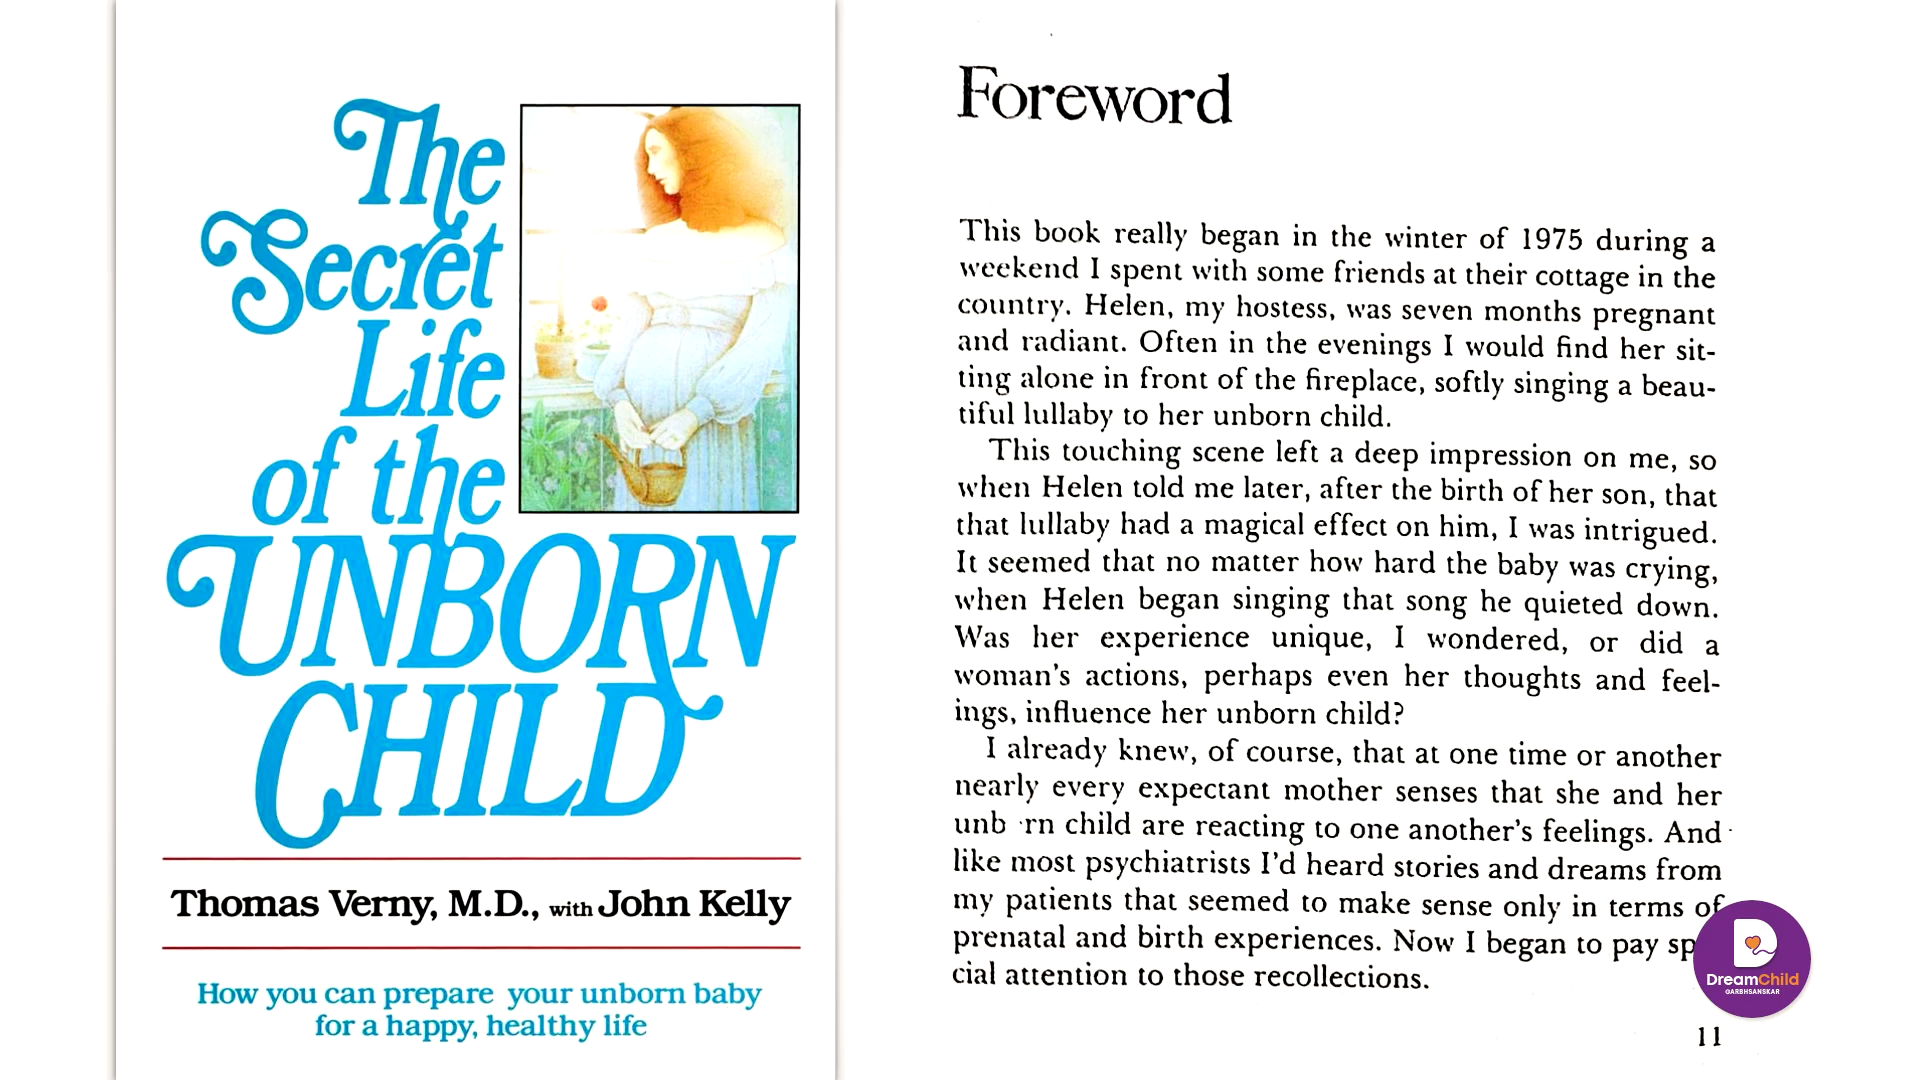 The
Secret
Life
of the
UNBORN
CHILD
Thomas Verny, M.D., with John Kelly
How you can prepare your unborn baby
for a happy, healthy life
Foreword
This book really began in the winter of 1975 during a
weekend I spent with some friends at their cottage in the
country. Helen, my hostess, was seven months pregnant
and radiant. Often in the evenings I would find her sit-
ting alone in front of the fireplace, softly singing a beau-
tiful lullaby to her unborn child.
This touching scene left a deep impression on me, so
when Helen told me later, after the birth of her son, that
that lullaby had a magical effect on him, I was intrigued.
It seemed that no matter how hard the baby was crying,
when Helen began singing that song he quieted down.
Was her experience unique, I wondered, or did a
woman's actions, perhaps even her thoughts and feel-
ings, influence her unborn child?
I already knew, of course, that at one time or another
nearly every expectant mother senses that she and her
unb rn child are reacting to one another's feelings. And
like most psychiatrists I'd heard stories and dreams from
my patients that seemed to make sense only in terms of
prenatal and birth experiences. Now I began to pay sp
cial attention to those recollections.
11
DreamChild
GARBHSANSKAR